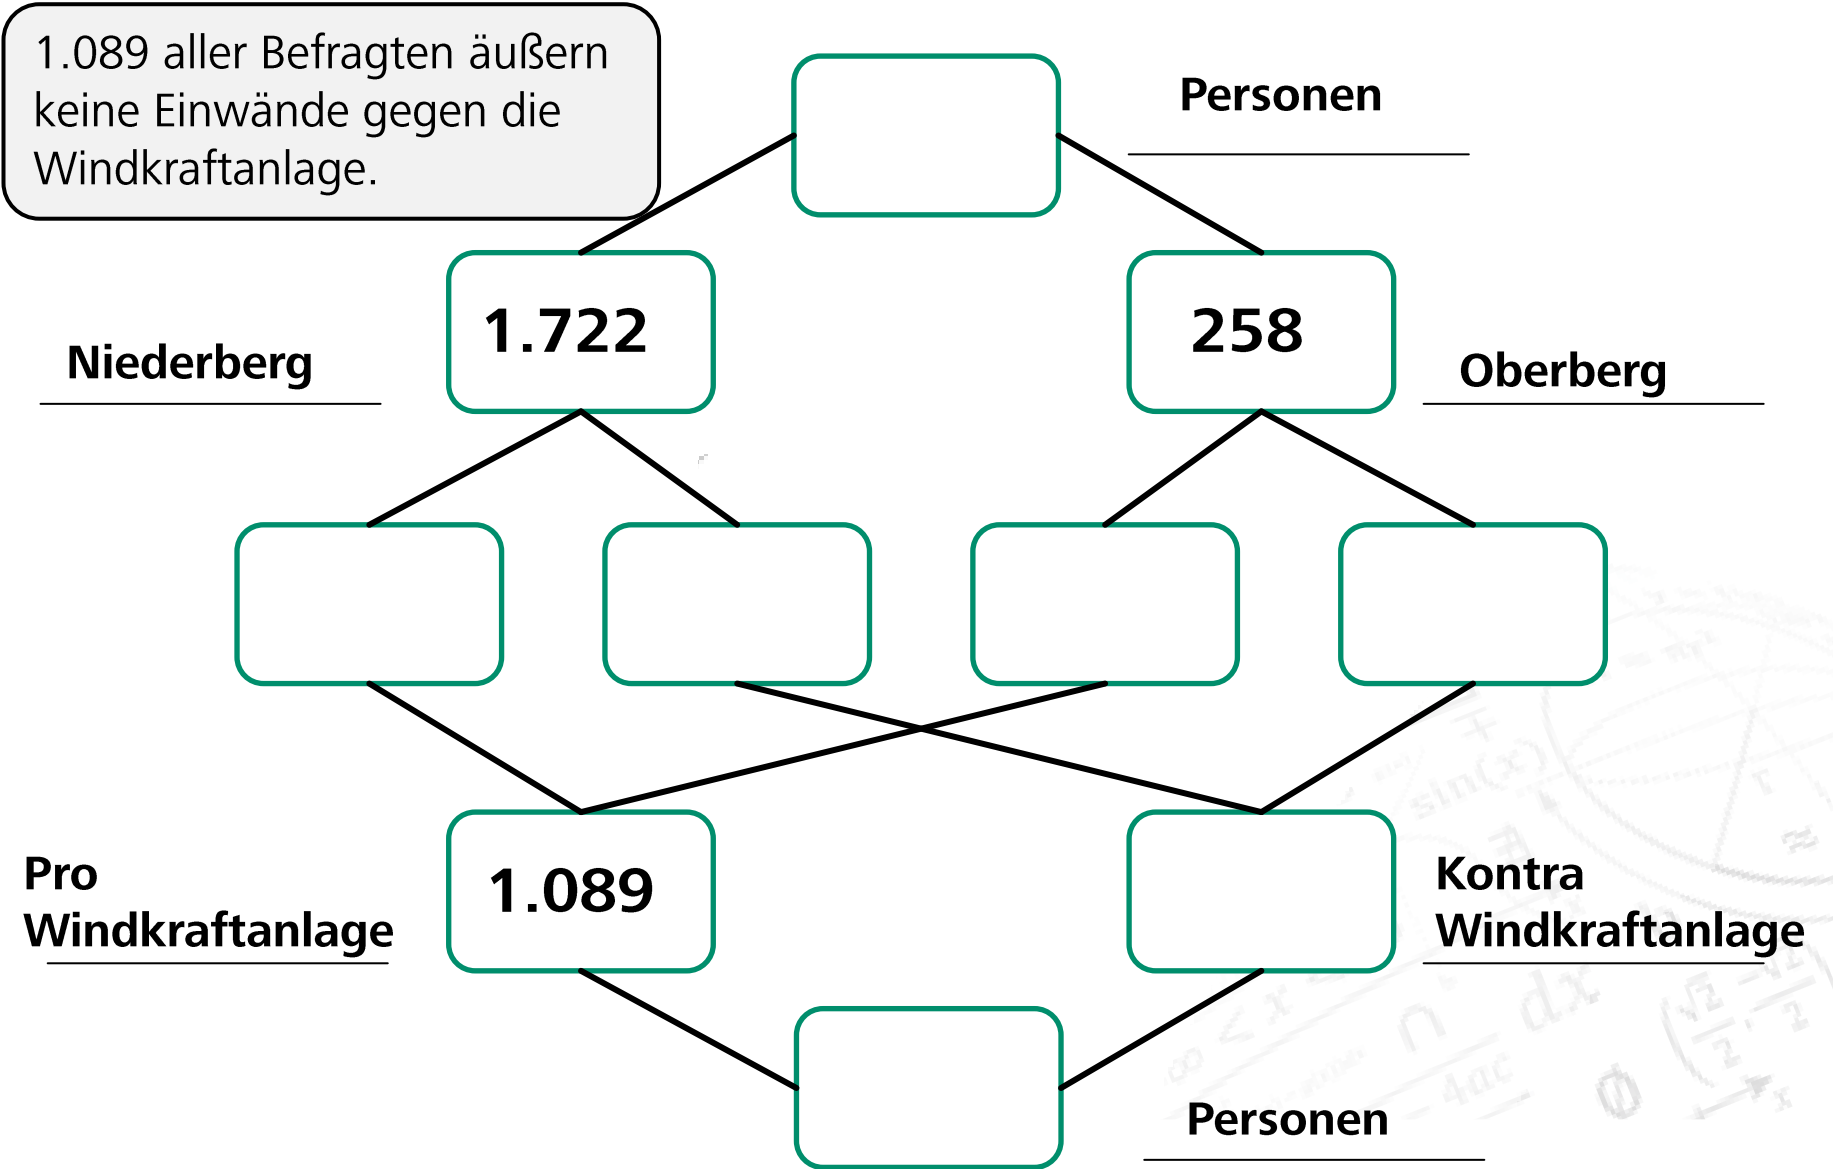 1.089 aller Befragten äußern
keine Einwände gegen die
Windkraftanlage.
Personen
1.722
258
Niederberg
Oberberg
Pro
Windkraftanlage
1.089
Kontra
Windkraftanlage
Personen